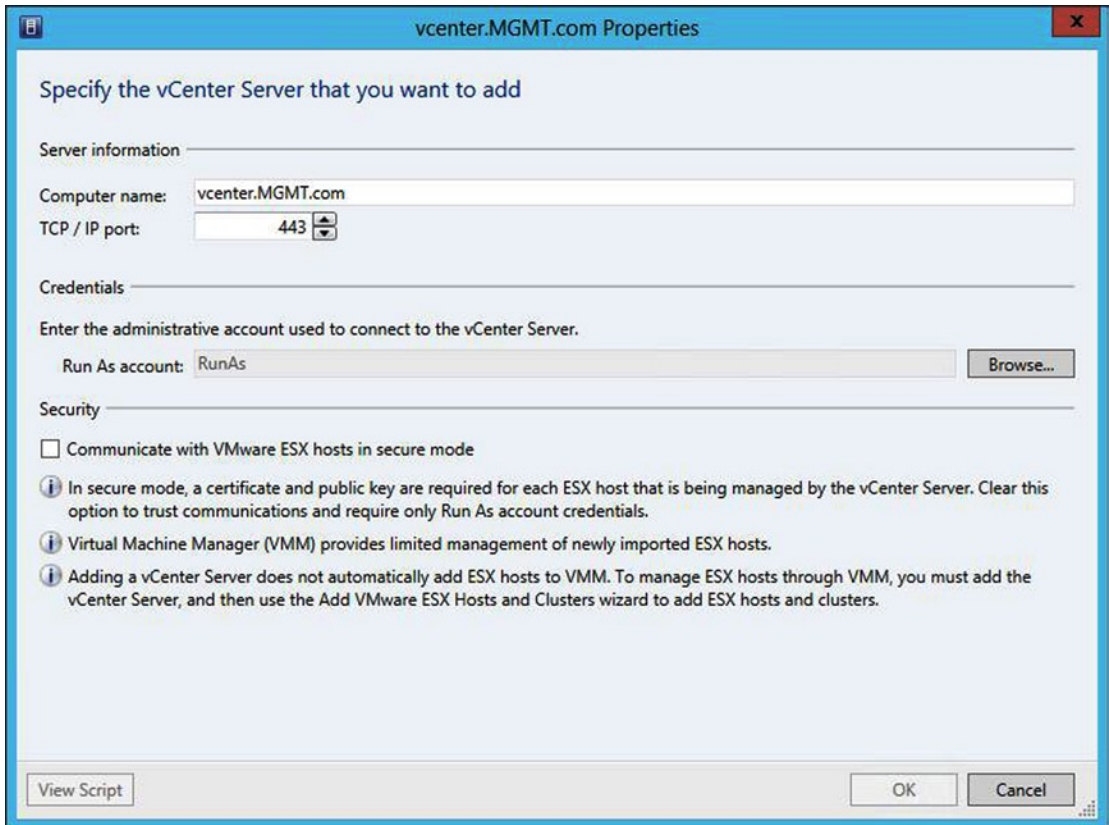 vcenter.MGMT.com Properties
x
Specify the vCenter Server that you want to add
Server information
Computer name: vcenter.MGMT.com
TCP / IP port: 443
Credentials
Enter the administrative account used to connect to the vCenter Server.
Run As account: RunAs Browse...
Security
Communicate with VMware ESX hosts in secure mode
i In secure mode, a certificate and public key are required for each ESX host that is being managed by the vCenter Server. Clear this
option to trust communications and require only Run As account credentials.
i Virtual Machine Manager (VMM) provides limited management of newly imported ESX hosts.
i Adding a vCenter Server does not automatically add ESX hosts to VMM. To manage ESX hosts through VMM, you must add the
vCenter Server, and then use the Add VMware ESX Hosts and Clusters wizard to add ESX hosts and clusters.
View Script OK Cancel